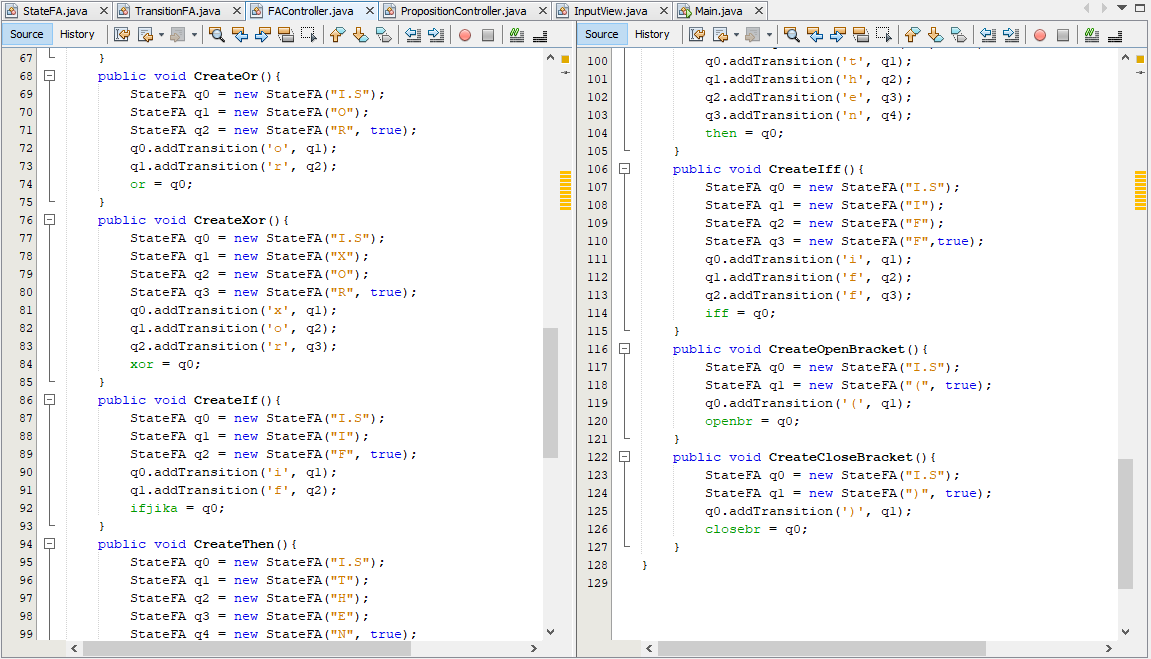 StateFA.java TransitionFA.java FAController.java PropositionController.java InputView.java Main.java
Source History
67 }
68 public void CreateOr(){
69 StateFA q0 = new StateFA("I.S");
70 StateFA q1 = new StateFA("O");
71 StateFA q2 = new StateFA("R", true);
72 q0.addTransition('o', q1);
73 q1.addTransition('r', q2);
74 or = q0;
75 }
76 public void CreateXor(){
77 StateFA q0 = new StateFA("I.S");
78 StateFA q1 = new StateFA("X");
79 StateFA q2 = new StateFA("O");
80 StateFA q3 = new StateFA("R", true);
81 q0.addTransition('x', q1);
82 q1.addTransition('o', q2);
83 q2.addTransition('r', q3);
84 xor = q0;
85 }
86 public void CreateIf(){
87 StateFA q0 = new StateFA("I.S");
88 StateFA q1 = new StateFA("I");
89 StateFA q2 = new StateFA("F", true);
90 q0.addTransition('i', q1);
91 q1.addTransition('f', q2);
92 ifjika = q0;
93 }
94 public void CreateThen(){
95 StateFA q0 = new StateFA("I.S");
96 StateFA q1 = new StateFA("T");
97 StateFA q2 = new StateFA("H");
98 StateFA q3 = new StateFA("E");
99 StateFA q4 = new StateFA("N", true);
Source History
100 q0.addTransition('t', q1);
101 q1.addTransition('h', q2);
102 q2.addTransition('e', q3);
103 q3.addTransition('n', q4);
104 then = q0;
105 }
106 public void CreateIff(){
107 StateFA q0 = new StateFA("I.S");
108 StateFA q1 = new StateFA("I");
109 StateFA q2 = new StateFA("F");
110 StateFA q3 = new StateFA("F",true);
111 q0.addTransition('i', q1);
112 q1.addTransition('f', q2);
113 q2.addTransition('f', q3);
114 iff = q0;
115 }
116 public void CreateOpenBracket(){
117 StateFA q0 = new StateFA("I.S");
118 StateFA q1 = new StateFA("(", true);
119 q0.addTransition('(', q1);
120 openbr = q0;
121 }
122 public void CreateCloseBracket(){
123 StateFA q0 = new StateFA("I.S");
124 StateFA q1 = new StateFA(")", true);
125 q0.addTransition(')', q1);
126 closebr = q0;
127 }
128 }
129